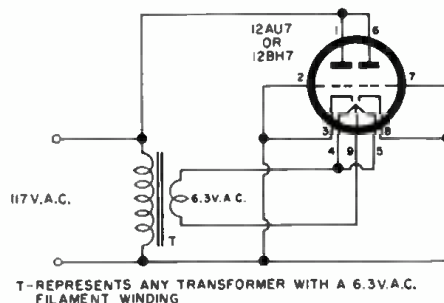 12AU7
OR
12BH7
1 6
2 7
3 8
4 9 5
117 V.A.C.
6.3V.A.C.
T
T-REPRESENTS ANY TRANSFORMER WITH A 6.3V.A.C.
FILAMENT WINDING